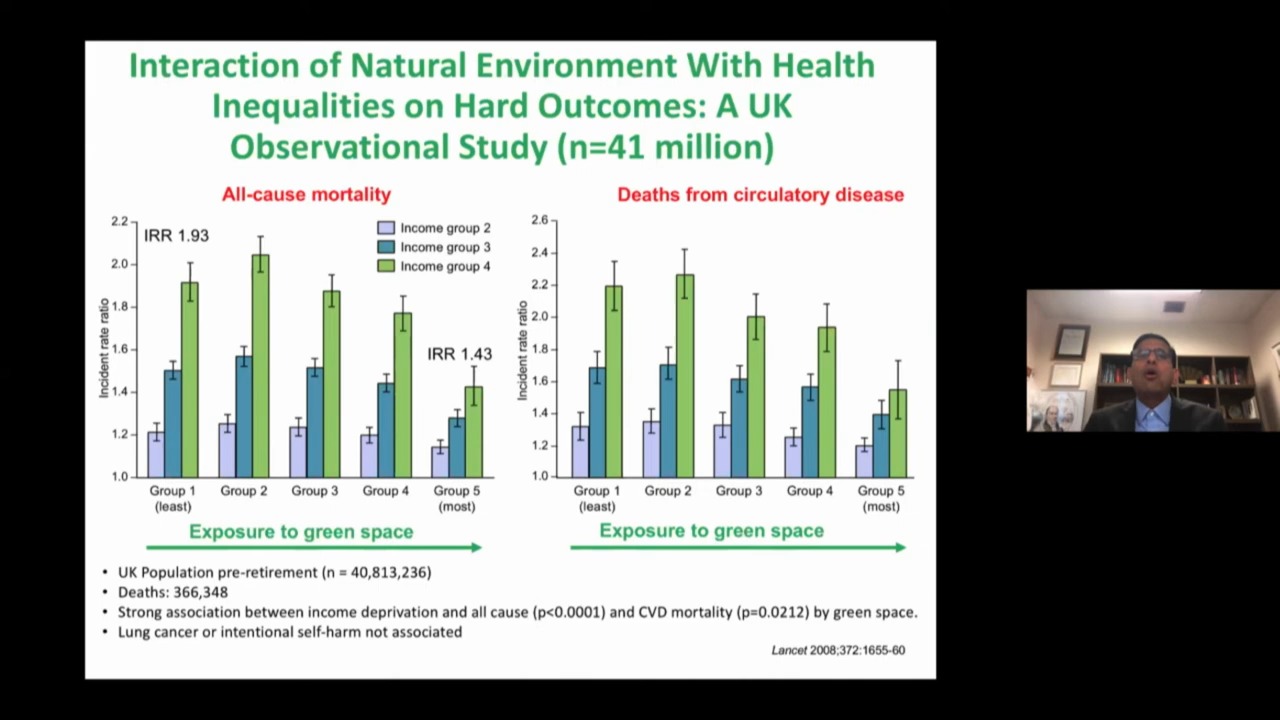 Interaction of Natural Environment With Health
Inequalities on Hard Outcomes: A UK
Observational Study (n=41 million)
All-cause mortality
Incident rate ratio
2.2
2.0
1.8
1.6
1.4
1.2
1.0
IRR 1.93
IRR 1.43
Income group 2
Income group 3
Income group 4
Group 1
(least)
Group 2
Group 3
Group 4
Group 5
(most)
Exposure to green space
Deaths from circulatory disease
Incident rate ratio
2.6
2.4
2.2
2.0
1.8
1.6
1.4
1.2
1.0
Group 1
(least)
Group 2
Group 3
Group 4
Group 5
(most)
Exposure to green space
• UK Population pre-retirement (n = 40,813,236)
• Deaths: 366,348
• Strong association between income deprivation and all cause (p<0.0001) and CVD mortality (p=0.0212) by green space.
• Lung cancer or intentional self-harm not associated
Lancet 2008;372:1655-60